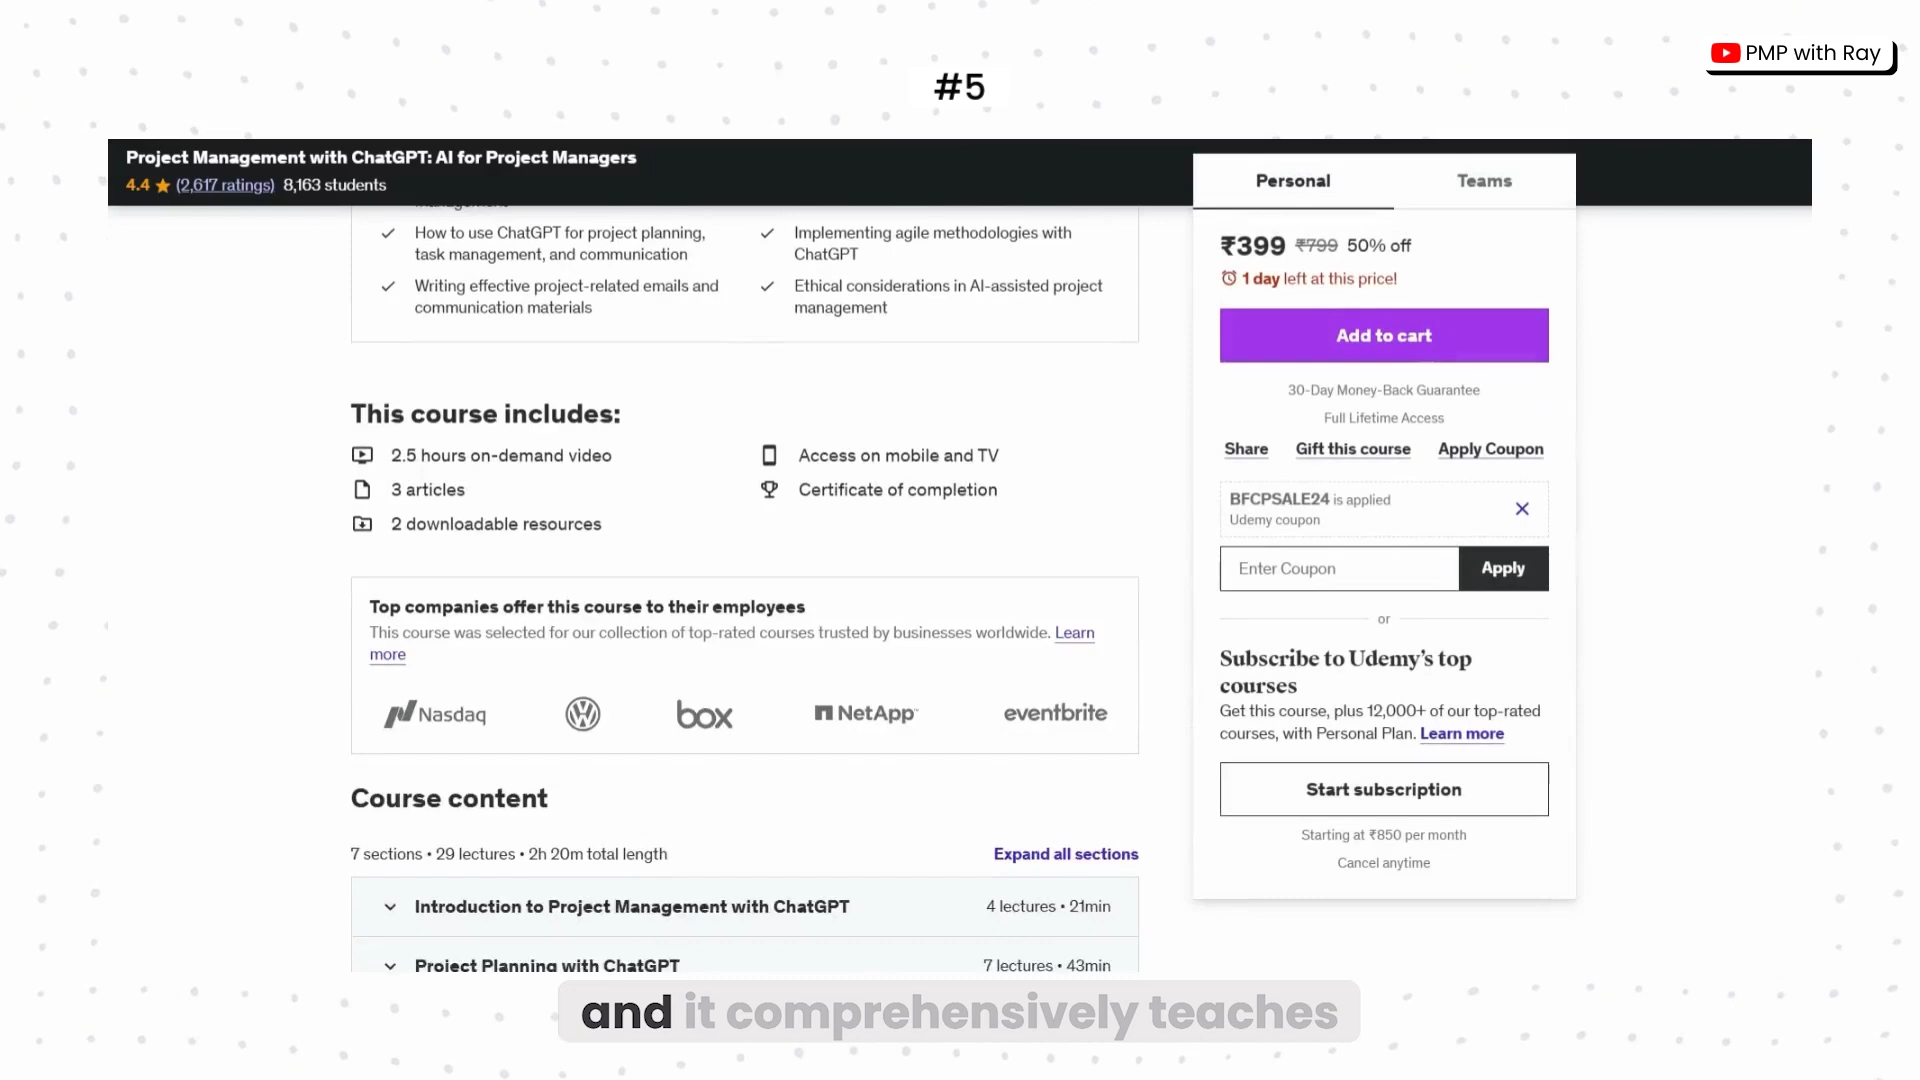 PMP with Ray
#5
Project Management with ChatGPT: AI for Project Managers
4.4 ★ (2,617 ratings) 8,163 students
management
How to use ChatGPT for project planning,
task management, and communication
Writing effective project-related emails and
communication materials
Implementing agile methodologies with
ChatGPT
Ethical considerations in AI-assisted project
management
This course includes:
2.5 hours on-demand video
3 articles
2 downloadable resources
Access on mobile and TV
Certificate of completion
Top companies offer this course to their employees
This course was selected for our collection of top-rated courses trusted by businesses worldwide. Learn
more
Nasdaq
box
NetApp
eventbrite
Course content
7 sections • 29 lectures • 2h 20m total length
Expand all sections
Introduction to Project Management with ChatGPT
4 lectures • 21min
Project Planning with ChatGPT
7 lectures • 43min
Personal
Teams
₹399 ₹799 50% off
1 day left at this price!
Add to cart
30-Day Money-Back Guarantee
Full Lifetime Access
Share
Gift this course
Apply Coupon
BFCPSALE24 is applied
Udemy coupon
Enter Coupon
Apply
or
Subscribe to Udemy's top
courses
Get this course, plus 12,000+ of our top-rated
courses, with Personal Plan. Learn more
Start subscription
Starting at ₹850 per month
Cancel anytime
and it comprehensively teaches